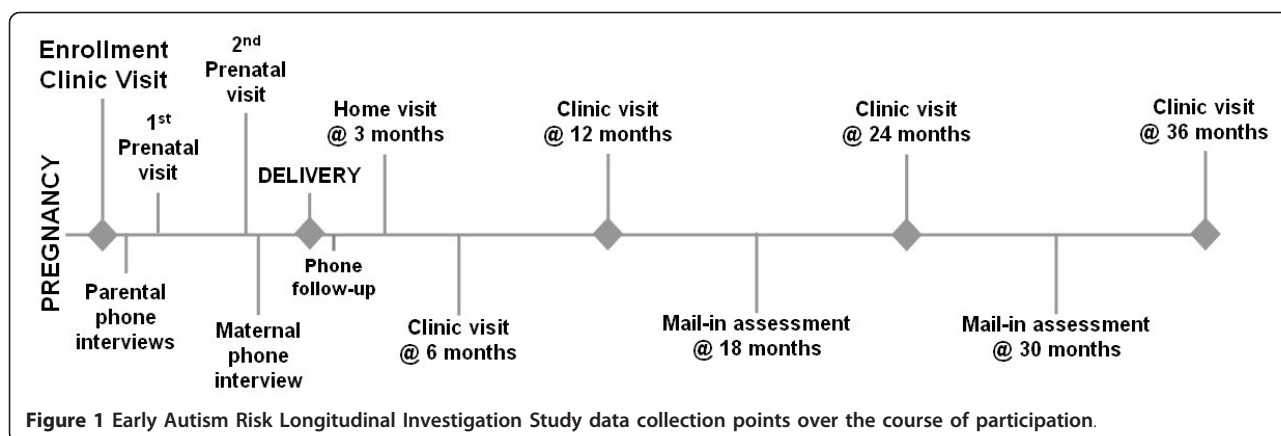 Enrollment
Clinic Visit
1st
Prenatal
visit
2nd
Prenatal
visit
DELIVERY
Home visit
@ 3 months
Clinic visit
@ 12 months
Clinic visit
@ 24 months
Clinic visit
@ 36 months
PREGNANCY
Parental
phone
interviews
Maternal
phone
interview
Phone
follow-up
Clinic visit
@ 6 months
Mail-in assessment
@ 18 months
Mail-in assessment
@ 30 months
Figure 1 Early Autism Risk Longitudinal Investigation Study data collection points over the course of participation.